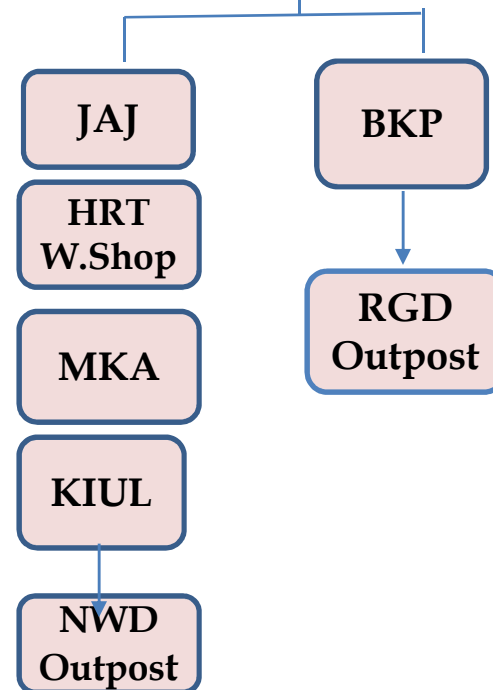 JAJ
HRT
W.Shop
MKA
KIUL
NWD
Outpost
BKP
RGD
Outpost